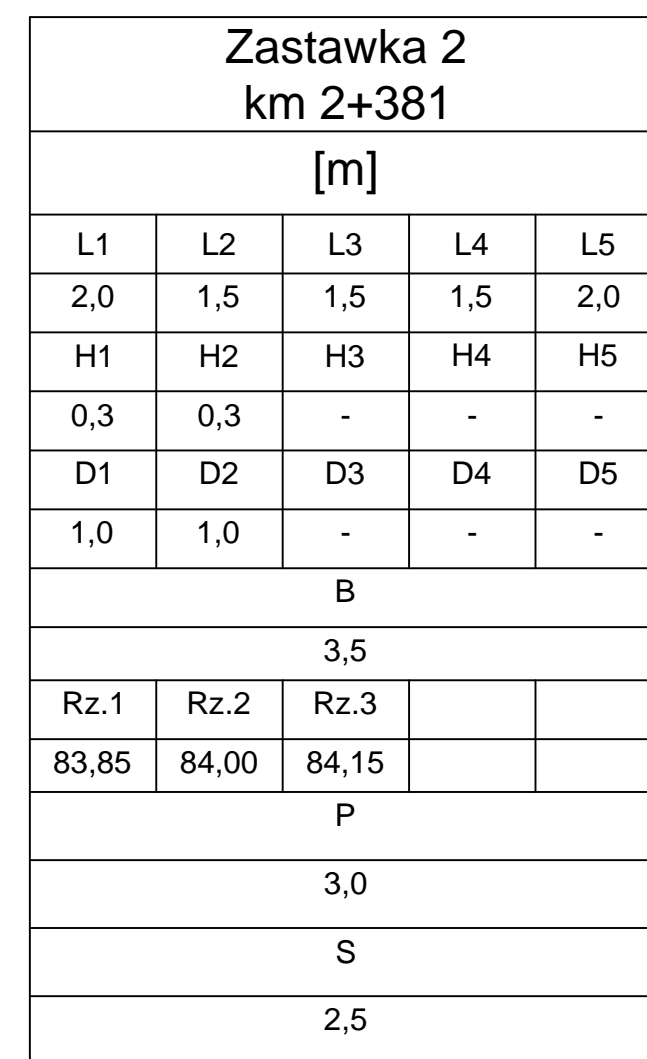 Zastawka 2
km 2+381
[m]
L1 L2 L3 L4 L5
2,0 1,5 1,5 1,5 2,0
H1 H2 H3 H4 H5
0,3 0,3 - - -
D1 D2 D3 D4 D5
1,0 1,0 - - -
B
3,5
Rz.1 Rz.2 Rz.3
83,85 84,00 84,15
P
3,0
S
2,5